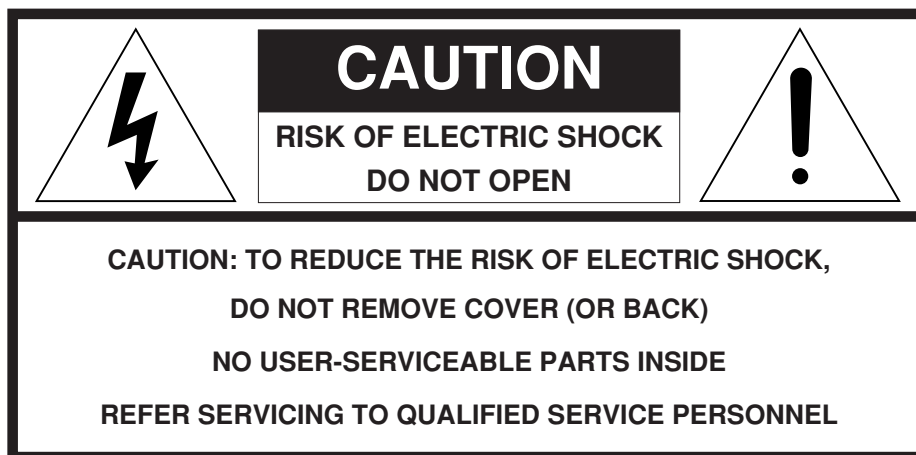 CAUTION
RISK OF ELECTRIC SHOCK
DO NOT OPEN
CAUTION: TO REDUCE THE RISK OF ELECTRIC SHOCK,
DO NOT REMOVE COVER (OR BACK)
NO USER-SERVICEABLE PARTS INSIDE
REFER SERVICING TO QUALIFIED SERVICE PERSONNEL